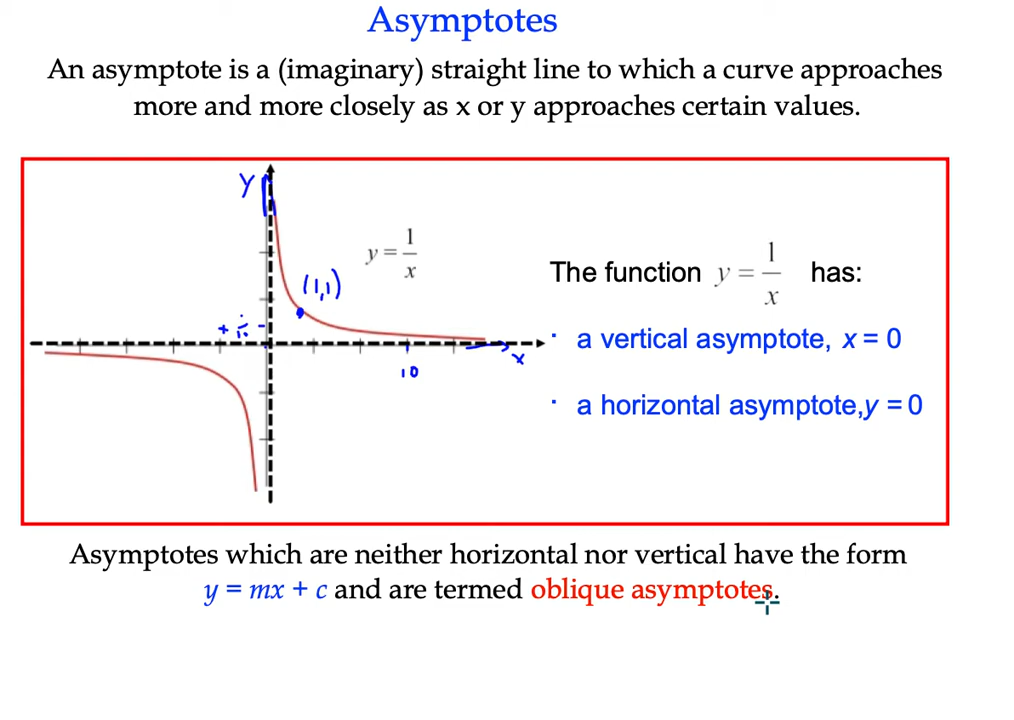 Asymptotes
An asymptote is a (imaginary) straight line to which a curve approaches
more and more closely as x or y approaches certain values.
Y
y = 1/x
(1,1)
x
10
The function y = 1/x has:
· a vertical asymptote, x = 0
· a horizontal asymptote,y = 0
Asymptotes which are neither horizontal nor vertical have the form
y = mx + c and are termed oblique asymptotes.